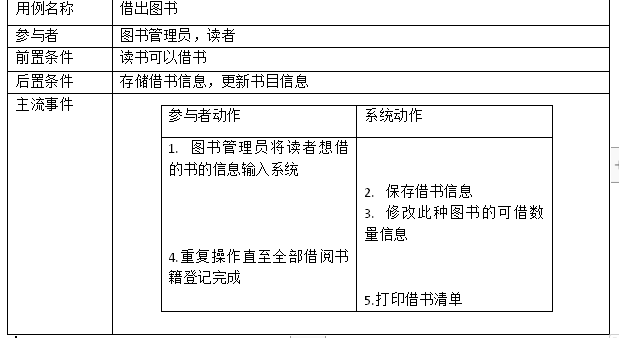 用例名称 借出图书
参与者 图书管理员，读者
前置条件 读书可以借书
后置条件 存储借书信息，更新书目信息
主流事件
参与者动作 系统动作
1. 图书管理员将读者想借
的书的信息输入系统
2. 保存借书信息
3. 修改此种图书的可借数
量信息
4.重复操作直至全部借阅书
籍登记完成
5.打印借书清单